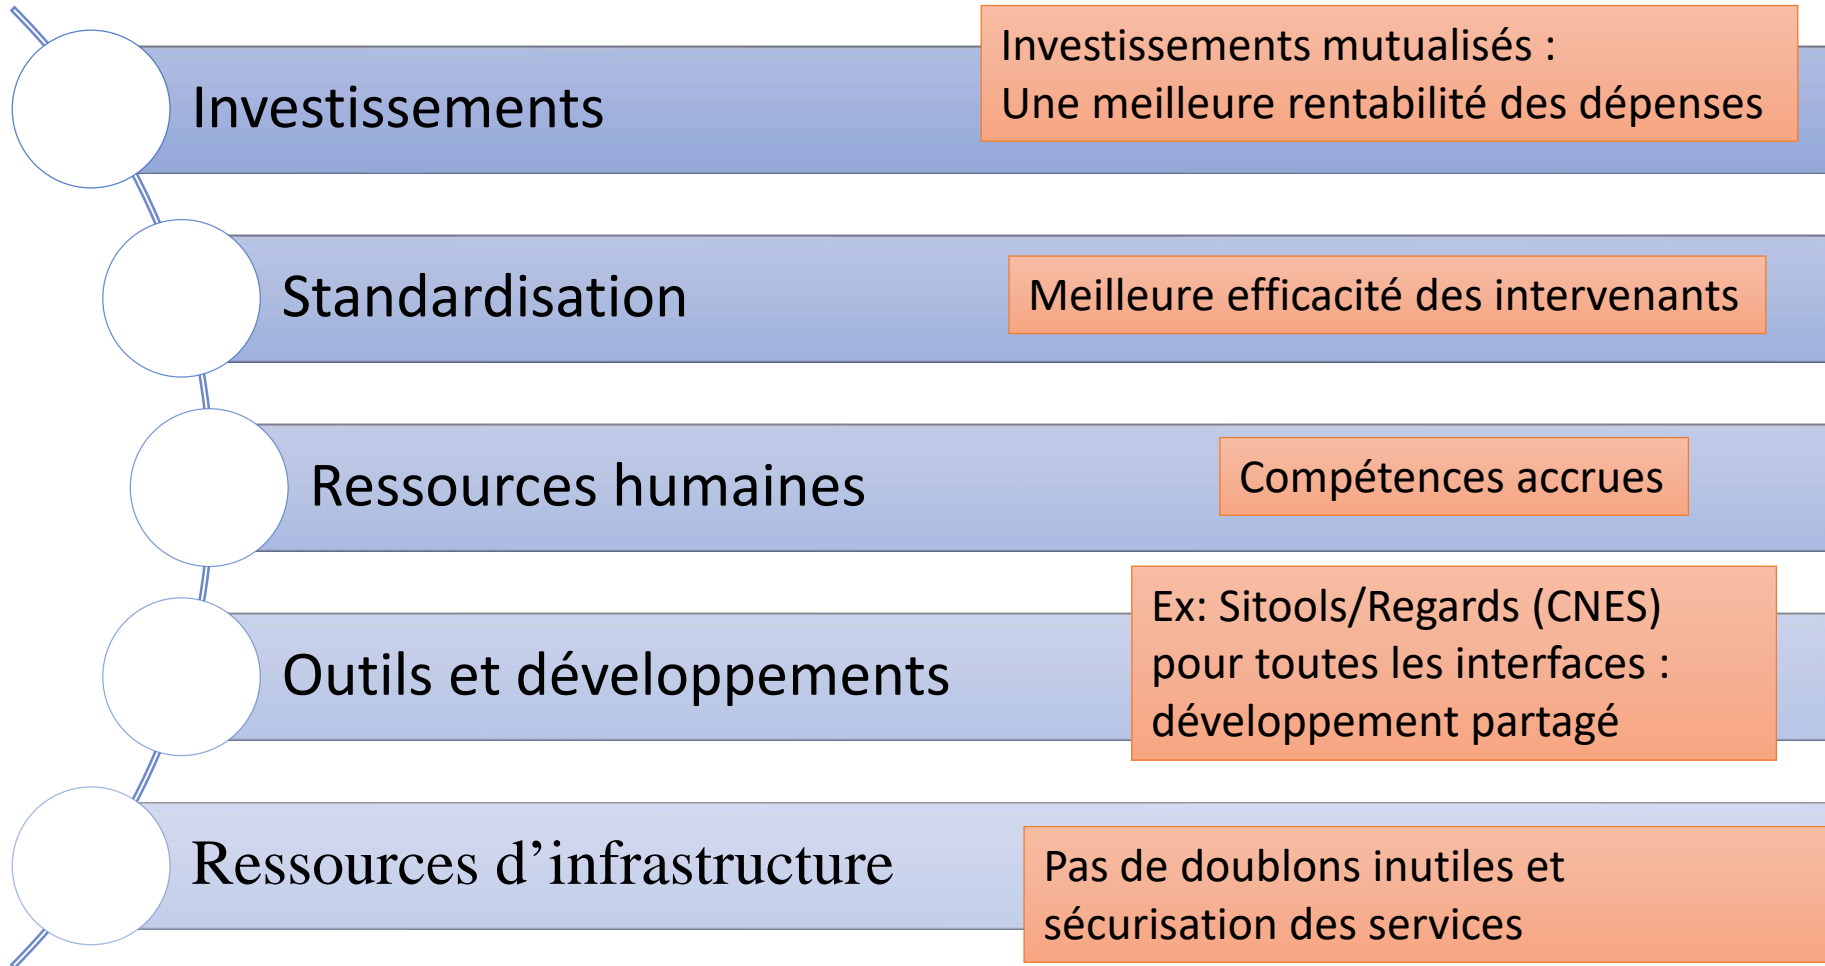 Investissements
Investissements mutualisés :
Une meilleure rentabilité des dépenses
Standardisation
Meilleure efficacité des intervenants
Ressources humaines
Compétences accrues
Outils et développements
Ex: Sitools/Regards (CNES)
pour toutes les interfaces :
développement partagé
Ressources d’infrastructure
Pas de doublons inutiles et
sécurisation des services